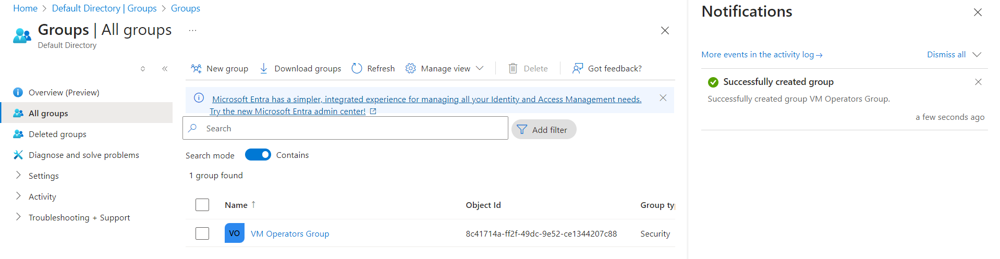 Home > Default Directory | Groups > Groups
Groups | All groups ...
Default Directory
Overview (Preview)
All groups
Deleted groups
Diagnose and solve problems
Settings
Activity
Troubleshooting + Support
New group Download groups Refresh Manage view Delete Got feedback?
Microsoft Entra has a simpler, integrated experience for managing all your Identity and Access Management needs.
Try the new Microsoft Entra admin center!
Search
Add filter
Search mode Contains
1 group found
Name ↑ Object Id Group typ
VO VM Operators Group 8c41714a-ff2f-49dc-9e52-ce1344207c88 Security
Notifications
More events in the activity log → Dismiss all
Successfully created group
Successfully created group VM Operators Group.
a few seconds ago